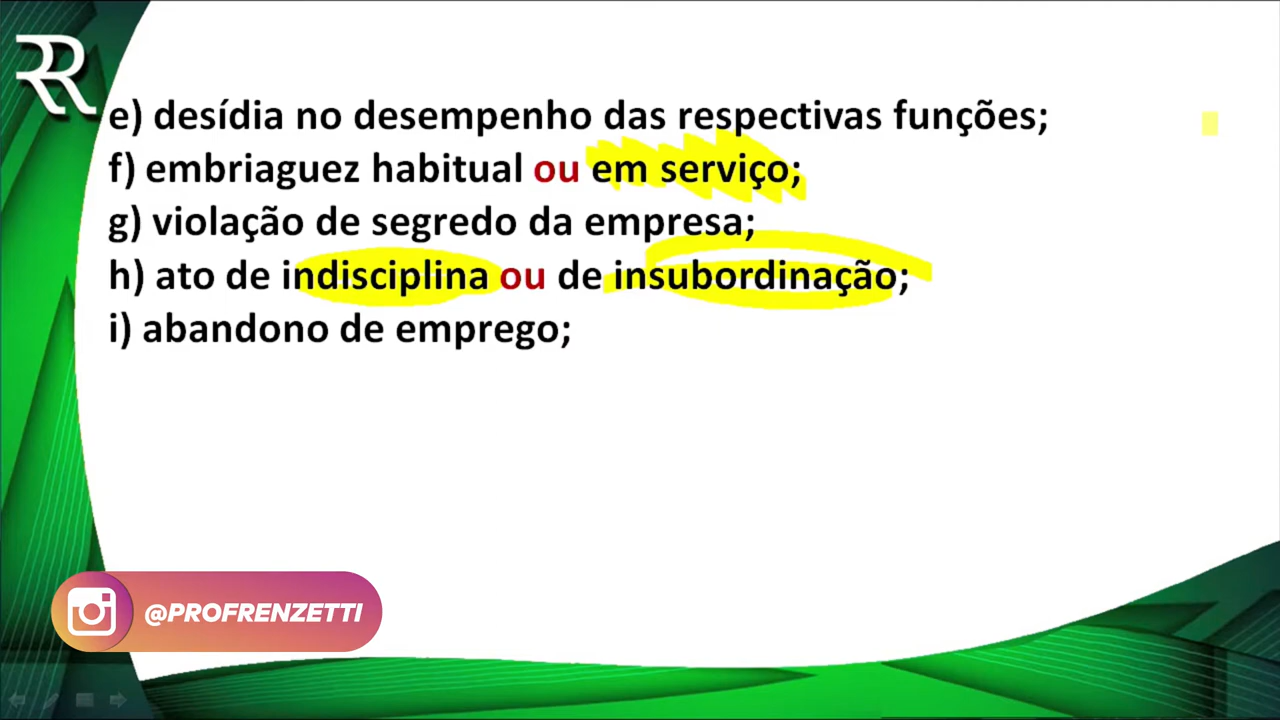 e) desídia no desempenho das respectivas funções;
f) embriaguez habitual ou em serviço;
g) violação de segredo da empresa;
h) ato de indisciplina ou de insubordinação;
i) abandono de emprego;
@PROFRENZETTI